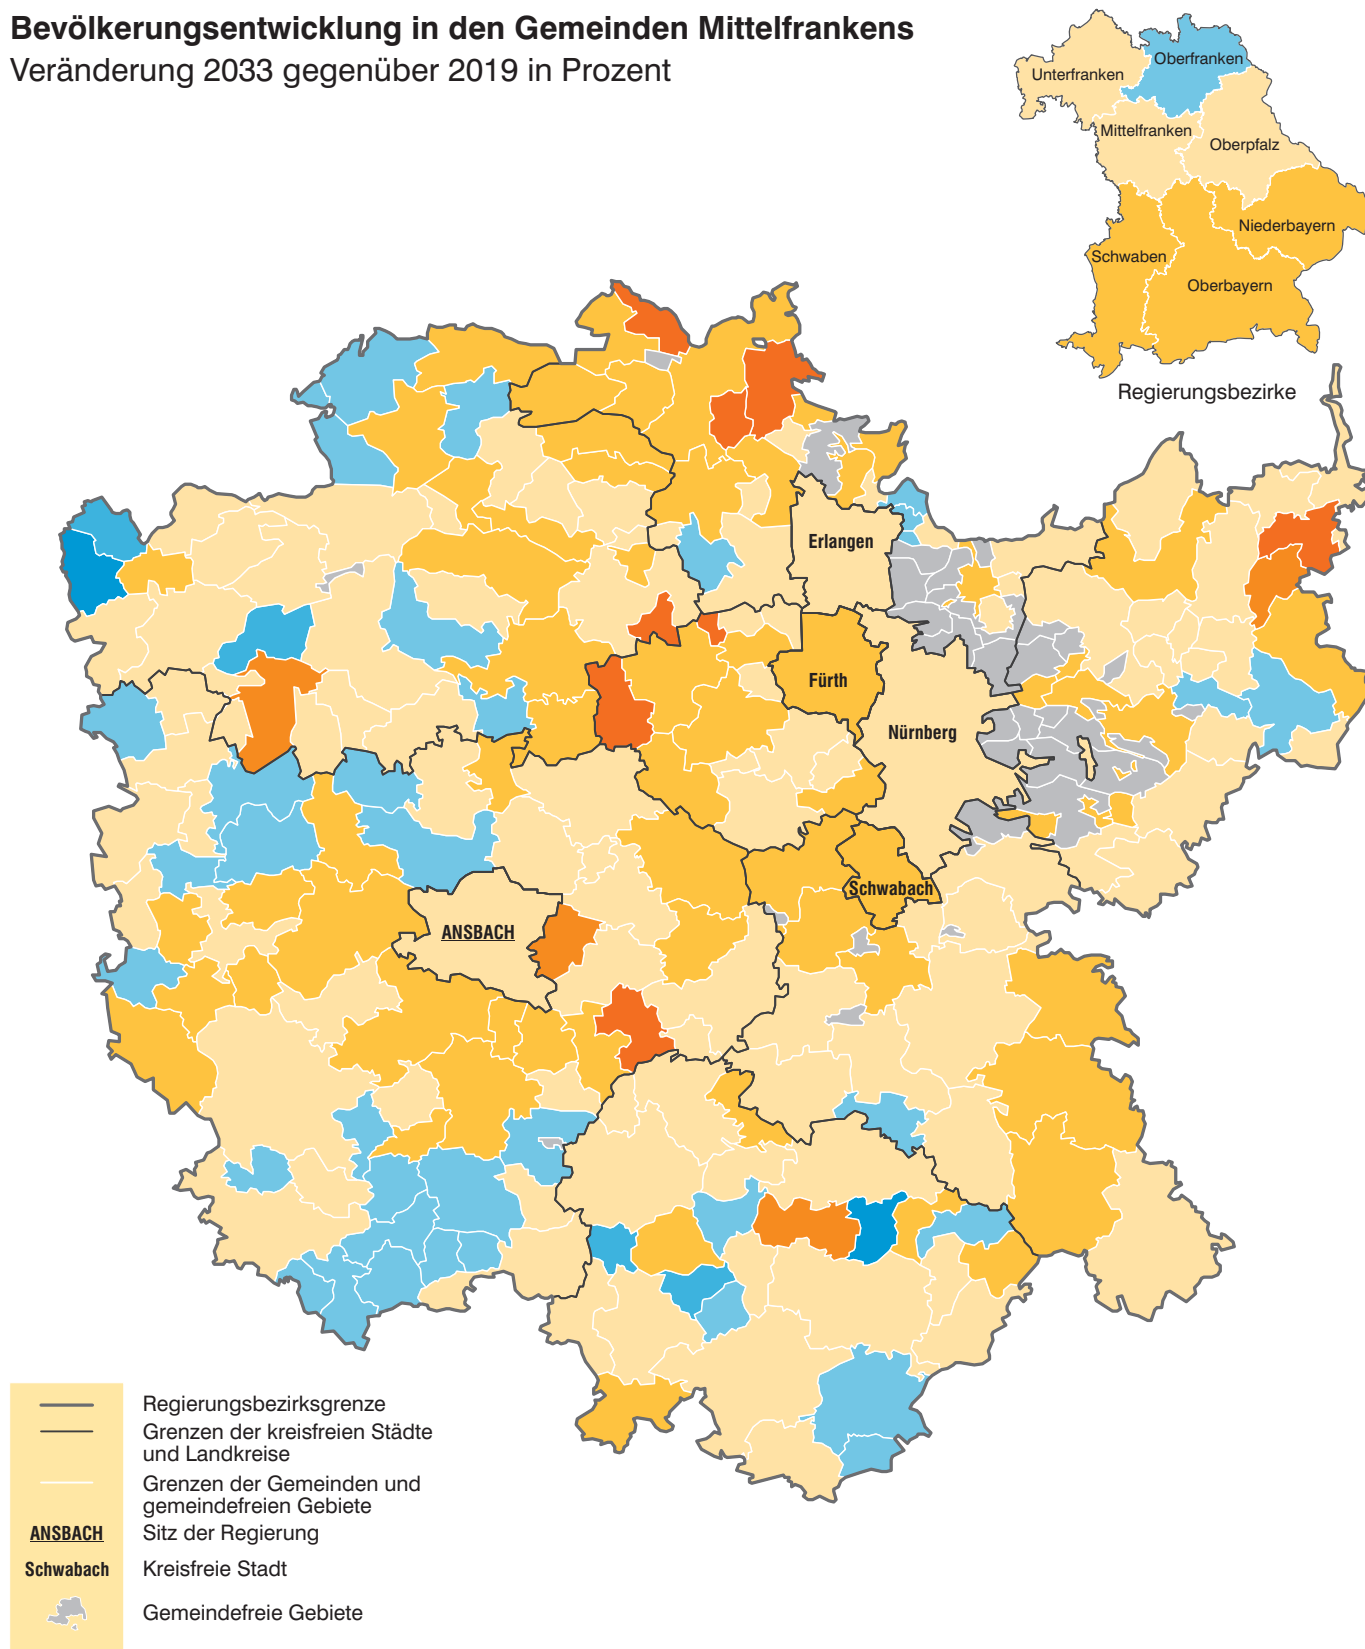 Bevölkerungsentwicklung in den Gemeinden Mittelfrankens
Veränderung 2033 gegenüber 2019 in Prozent
Unterfranken
Oberfranken
Mittelfranken
Oberpfalz
Niederbayern
Schwaben
Oberbayern
Regierungsbezirke
Erlangen
Fürth
Nürnberg
Schwabach
ANSBACH
Regierungsbezirksgrenze
Grenzen der kreisfreien Städte
und Landkreise
Grenzen der Gemeinden und
gemeindefreien Gebiete
ANSBACH Sitz der Regierung
Schwabach Kreisfreie Stadt
Gemeindefreie Gebiete